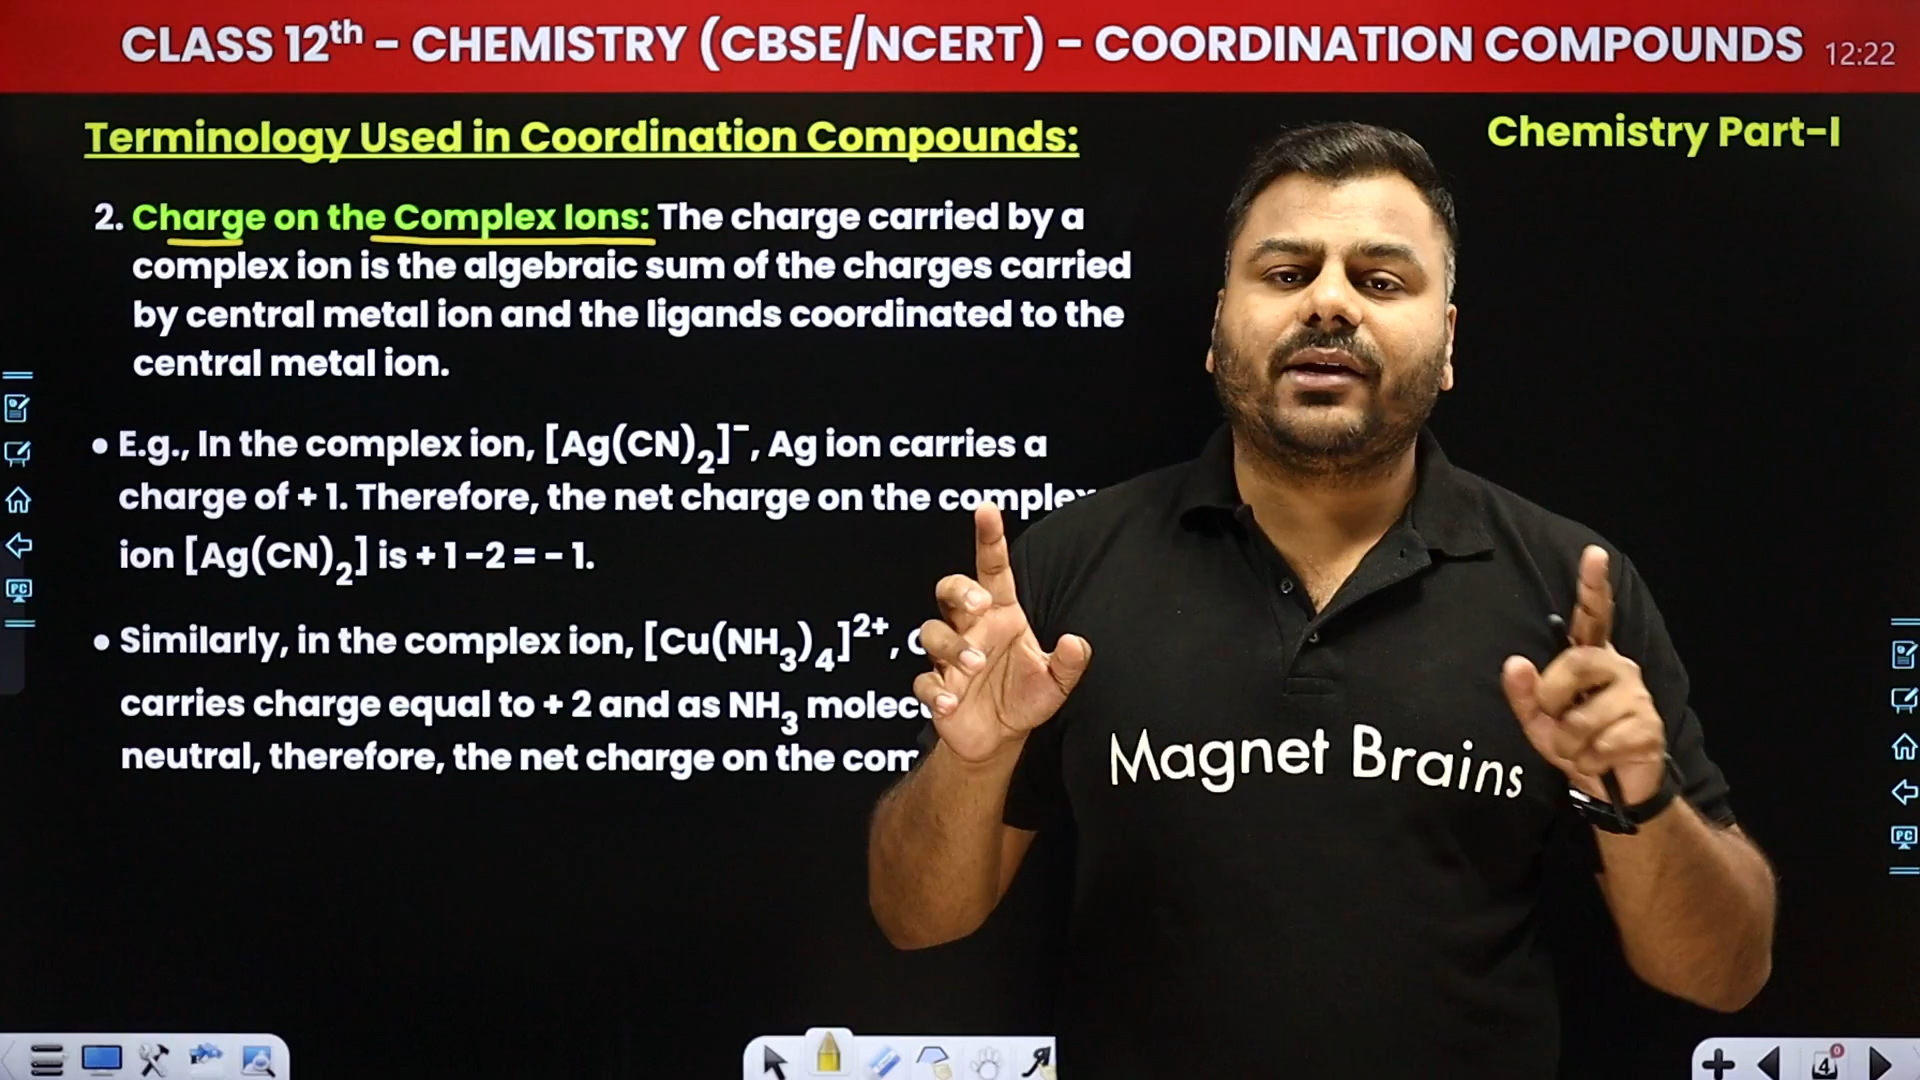 CLASS 12th - CHEMISTRY (CBSE/NCERT) - COORDINATION COMPOUNDS
12:22
Terminology Used in Coordination Compounds:
Chemistry Part-I
2. Charge on the Complex Ions: The charge carried by a
complex ion is the algebraic sum of the charges carried
by central metal ion and the ligands coordinated to the
central metal ion.
• E.g., In the complex ion, [Ag(CN)₂]⁻, Ag ion carries a
charge of + 1. Therefore, the net charge on the complex
ion [Ag(CN)₂] is + 1 -2 = - 1.
• Similarly, in the complex ion, [Cu(NH₃)₄]²⁺,
carries charge equal to + 2 and as NH₃
neutral, therefore, the net charge on the
Magnet Brains
PC
PC
4
0